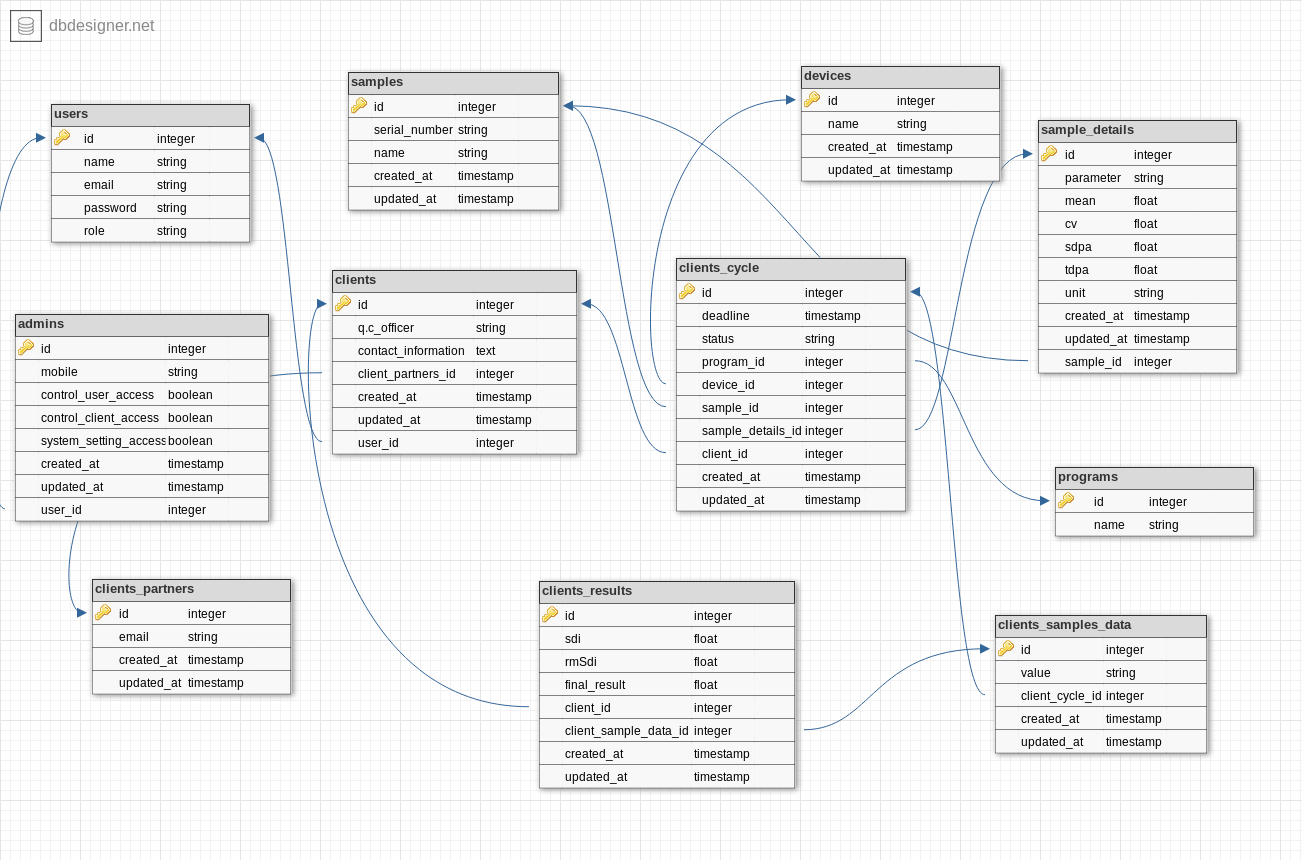 dbdesigner.net
users
id integer
name string
email string
password string
role string
samples
id integer
serial_number string
name string
created_at timestamp
updated_at timestamp
devices
id integer
name string
created_at timestamp
updated_at timestamp
sample_details
id integer
parameter string
mean float
cv float
sdpa float
tdpa float
unit string
created_at timestamp
updated_at timestamp
sample_id integer
admins
id integer
mobile string
control_user_access boolean
control_client_access boolean
system_setting_access boolean
created_at timestamp
updated_at timestamp
user_id integer
clients
id integer
q.c_officer string
contact_information text
client_partners_id integer
created_at timestamp
updated_at timestamp
user_id integer
clients_cycle
id integer
deadline timestamp
status string
program_id integer
device_id integer
sample_id integer
sample_details_id integer
client_id integer
created_at timestamp
updated_at timestamp
programs
id integer
name string
clients_partners
id integer
email string
created_at timestamp
updated_at timestamp
clients_results
id integer
sdi float
rmSdi float
final_result float
client_id integer
client_sample_data_id integer
created_at timestamp
updated_at timestamp
clients_samples_data
id integer
value string
client_cycle_id integer
created_at timestamp
updated_at timestamp